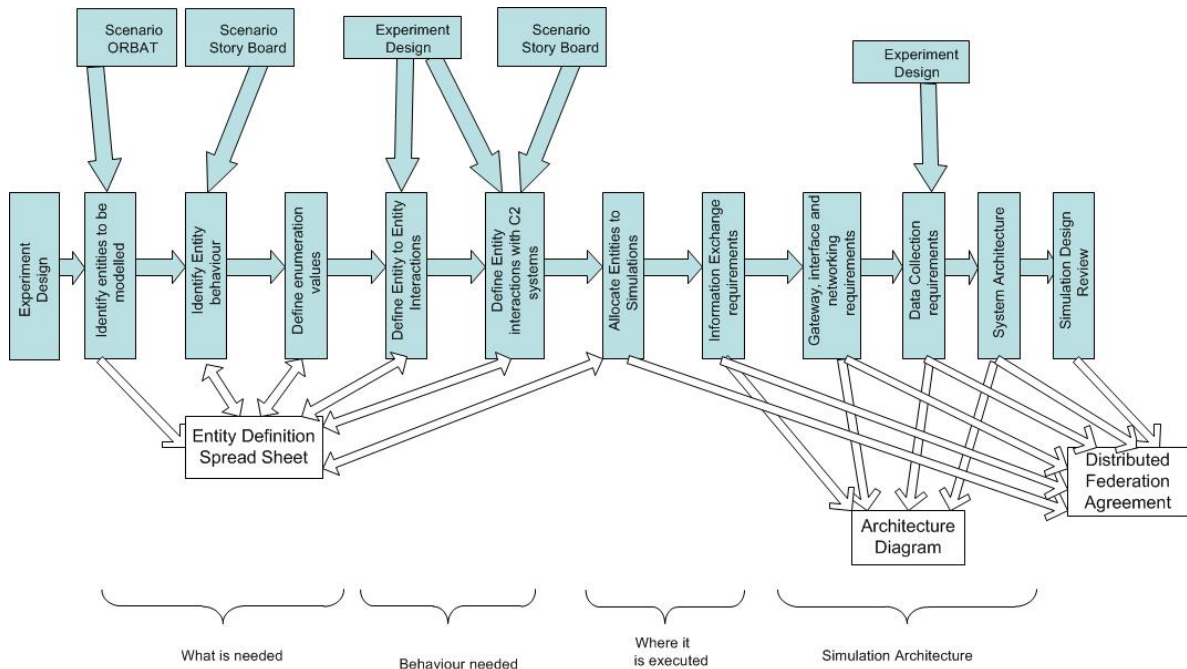 Scenario
ORBAT
Scenario
Story Board
Experiment
Design
Scenario
Story Board
Experiment
Design
Experiment
Design
Identify entities to be
modelled
Identify Entity
behaviour
Define enumeration
values
Define Entity to Entity
Interactions
Define Entity
interactions with C2
systems
Allocate Entities to
Simulations
Information Exchange
requirements
Gateway, interface and
networking
requirements
Data Collection
requirements
System Architecture
Simulation Design
Review
Entity Definition
Spread Sheet
Distributed
Federation
Agreement
Architecture
Diagram
What is needed
Behaviour needed
Where it
is executed
Simulation Architecture